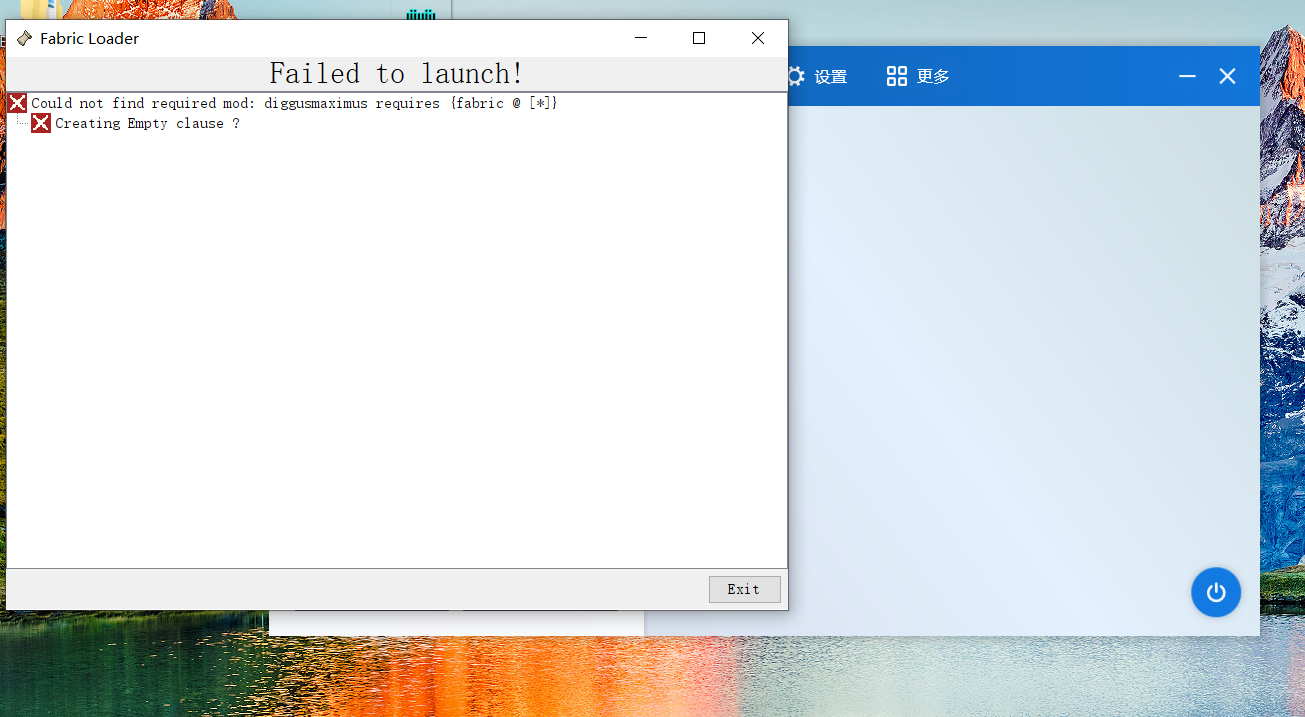 Fabric Loader
Failed to launch!
Could not find required mod: diggusmaximus requires {fabric @ [*]}
Creating Empty clause ?
Exit
设置
更多